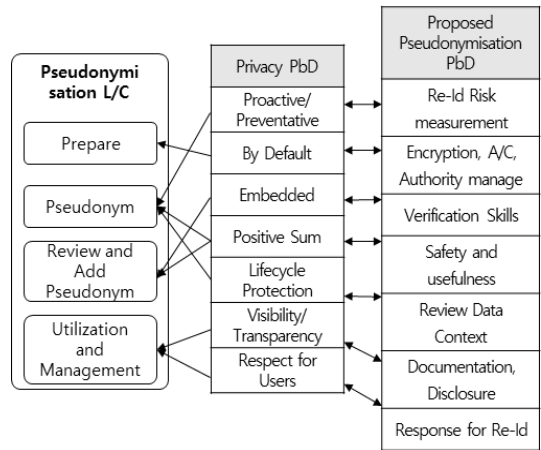 Pseudonymi
sation L/C
Prepare
Pseudonym
Review and
Add
Pseudonym
Utilization
and
Management
Privacy PbD
Proactive/
Preventative
By Default
Embedded
Positive Sum
Lifecycle
Protection
Visibility/
Transparency
Respect for
Users
Proposed
Pseudonymisation
PbD
Re-Id Risk
measurement
Encryption, A/C,
Authority manage
Verification Skills
Safety and
usefulness
Review Data
Context
Documentation,
Disclosure
Response for Re-Id